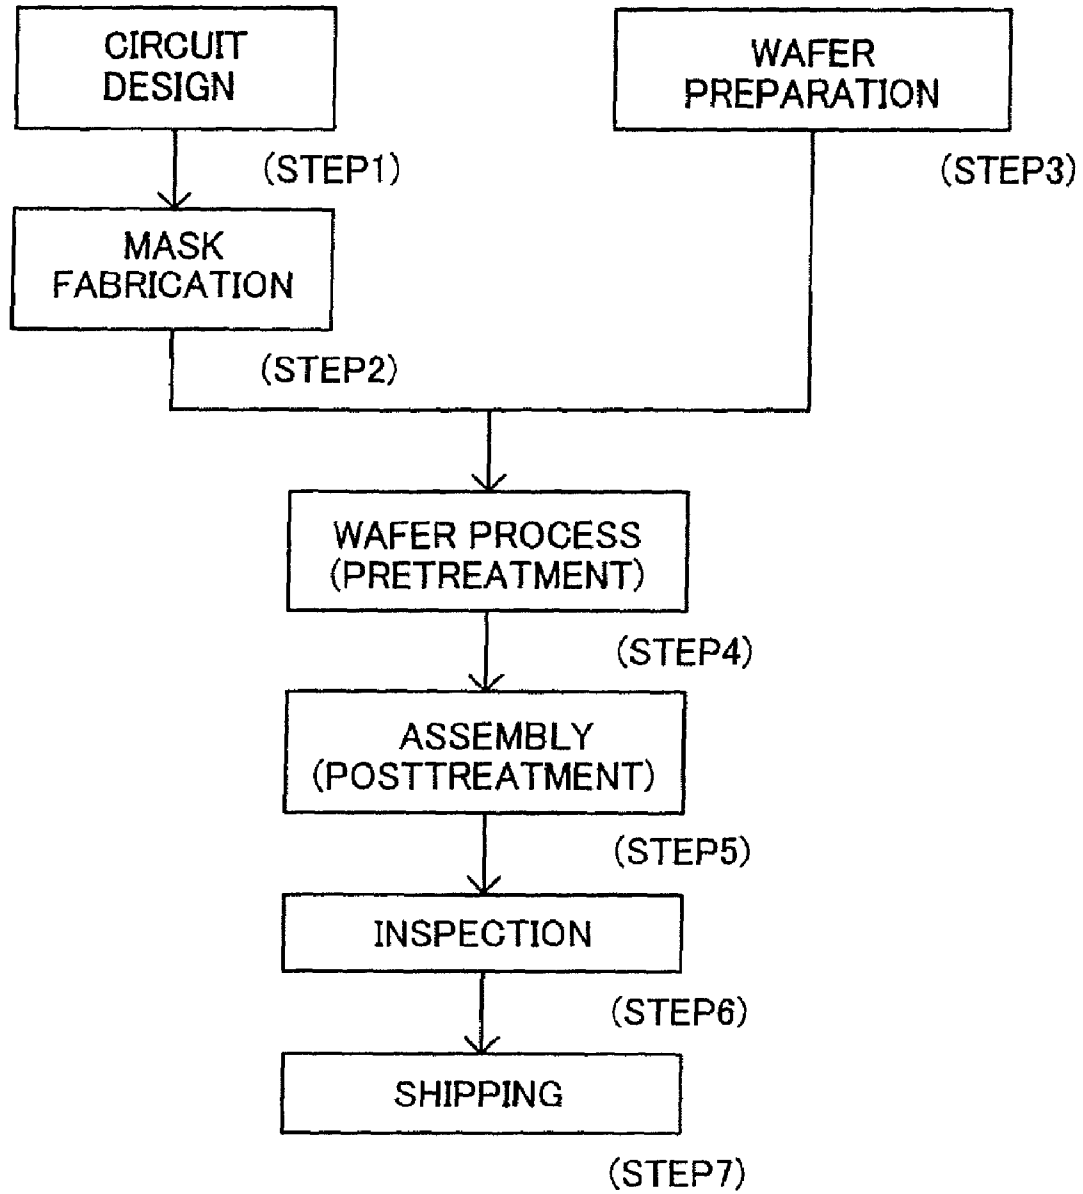 CIRCUIT
DESIGN
(STEP1)
MASK
FABRICATION
(STEP2)
WAFER
PREPARATION
(STEP3)
WAFER PROCESS
(PRETREATMENT)
(STEP4)
ASSEMBLY
(POSTTREATMENT)
(STEP5)
INSPECTION
(STEP6)
SHIPPING
(STEP7)